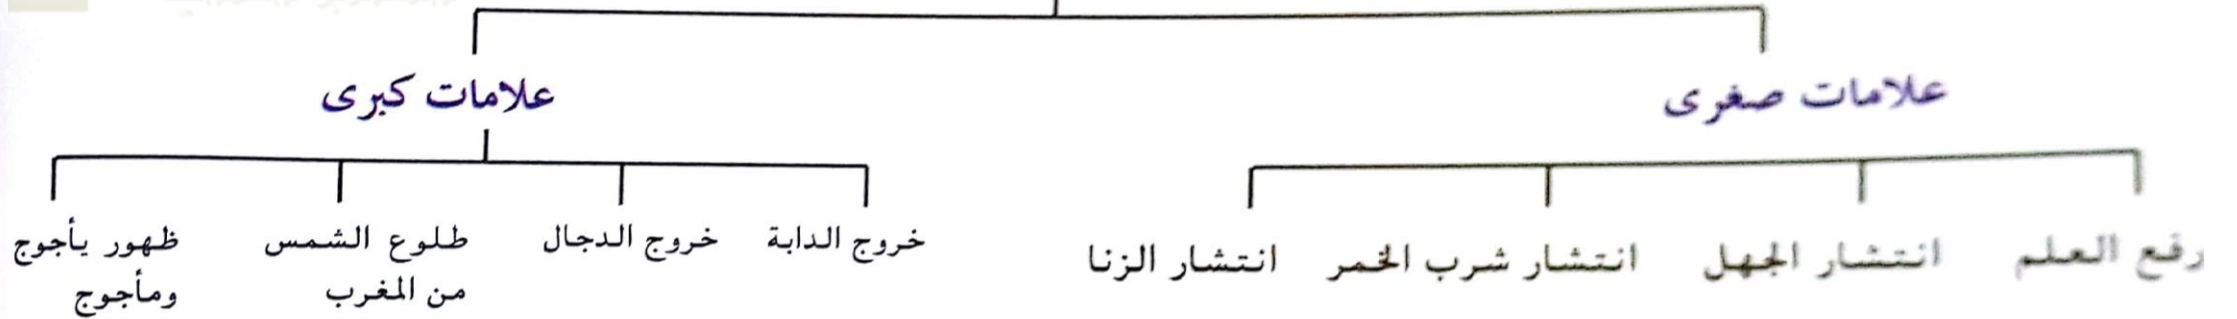 علامات صغرى
علامات كبرى
رفع العلم
انتشار الجهل
انتشار شرب الخمر
انتشار الزنا
خروج الدابة
خروج الدجال
طلوع الشمس
من المغرب
ظهور يأجوج
ومأجوج